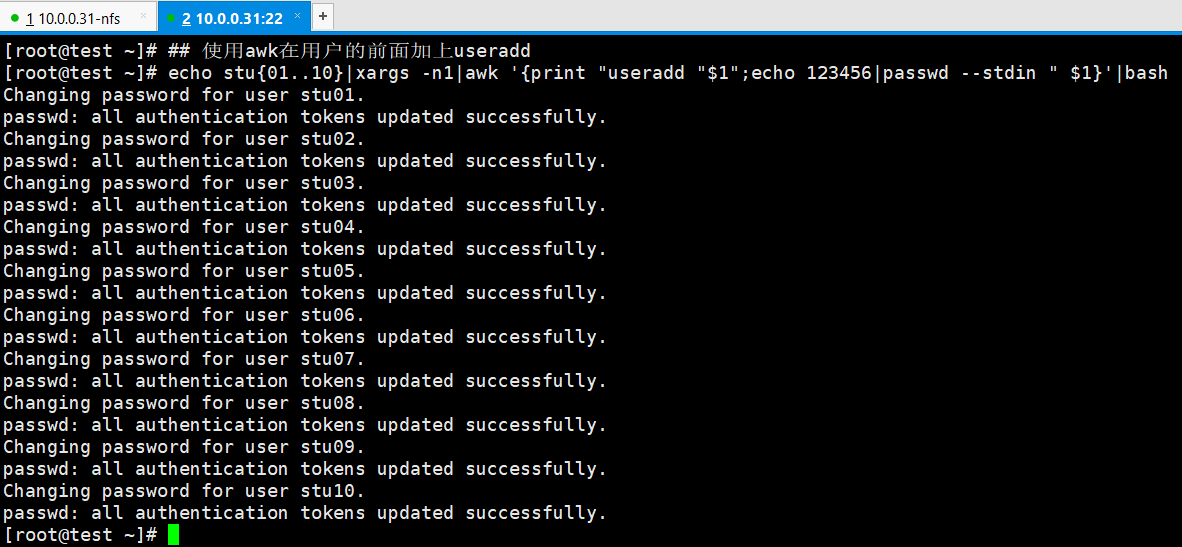 1 10.0.0.31-nfs × 2 10.0.0.31:22 × +
[root@test ~]# ## 使用awk在用户的前面加上useradd
[root@test ~]# echo stu{01..10}|xargs -n1|awk '{print "useradd "$1";echo 123456|passwd --stdin " $1}'|bash
Changing password for user stu01.
passwd: all authentication tokens updated successfully.
Changing password for user stu02.
passwd: all authentication tokens updated successfully.
Changing password for user stu03.
passwd: all authentication tokens updated successfully.
Changing password for user stu04.
passwd: all authentication tokens updated successfully.
Changing password for user stu05.
passwd: all authentication tokens updated successfully.
Changing password for user stu06.
passwd: all authentication tokens updated successfully.
Changing password for user stu07.
passwd: all authentication tokens updated successfully.
Changing password for user stu08.
passwd: all authentication tokens updated successfully.
Changing password for user stu09.
passwd: all authentication tokens updated successfully.
Changing password for user stu10.
passwd: all authentication tokens updated successfully.
[root@test ~]#